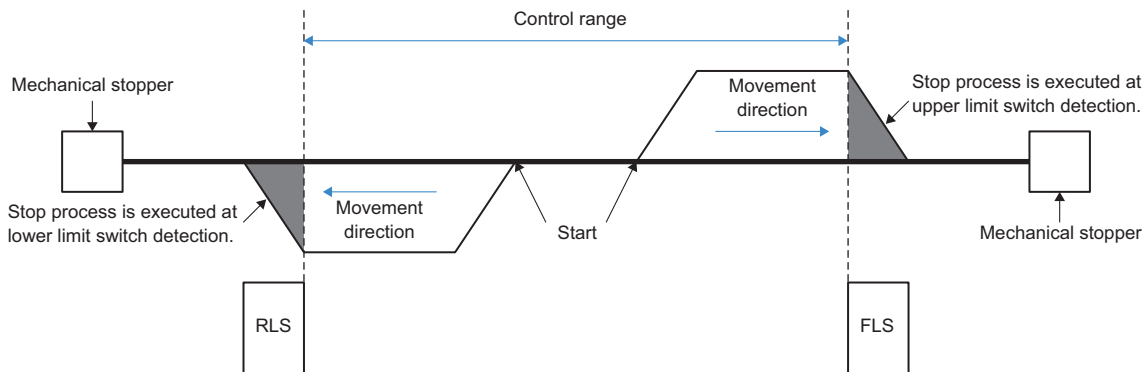 Control range
Mechanical stopper
Movement
direction
Stop process is executed at
upper limit switch detection.
Stop process is executed at
lower limit switch detection.
Movement
direction
Start
Mechanical stopper
RLS
FLS